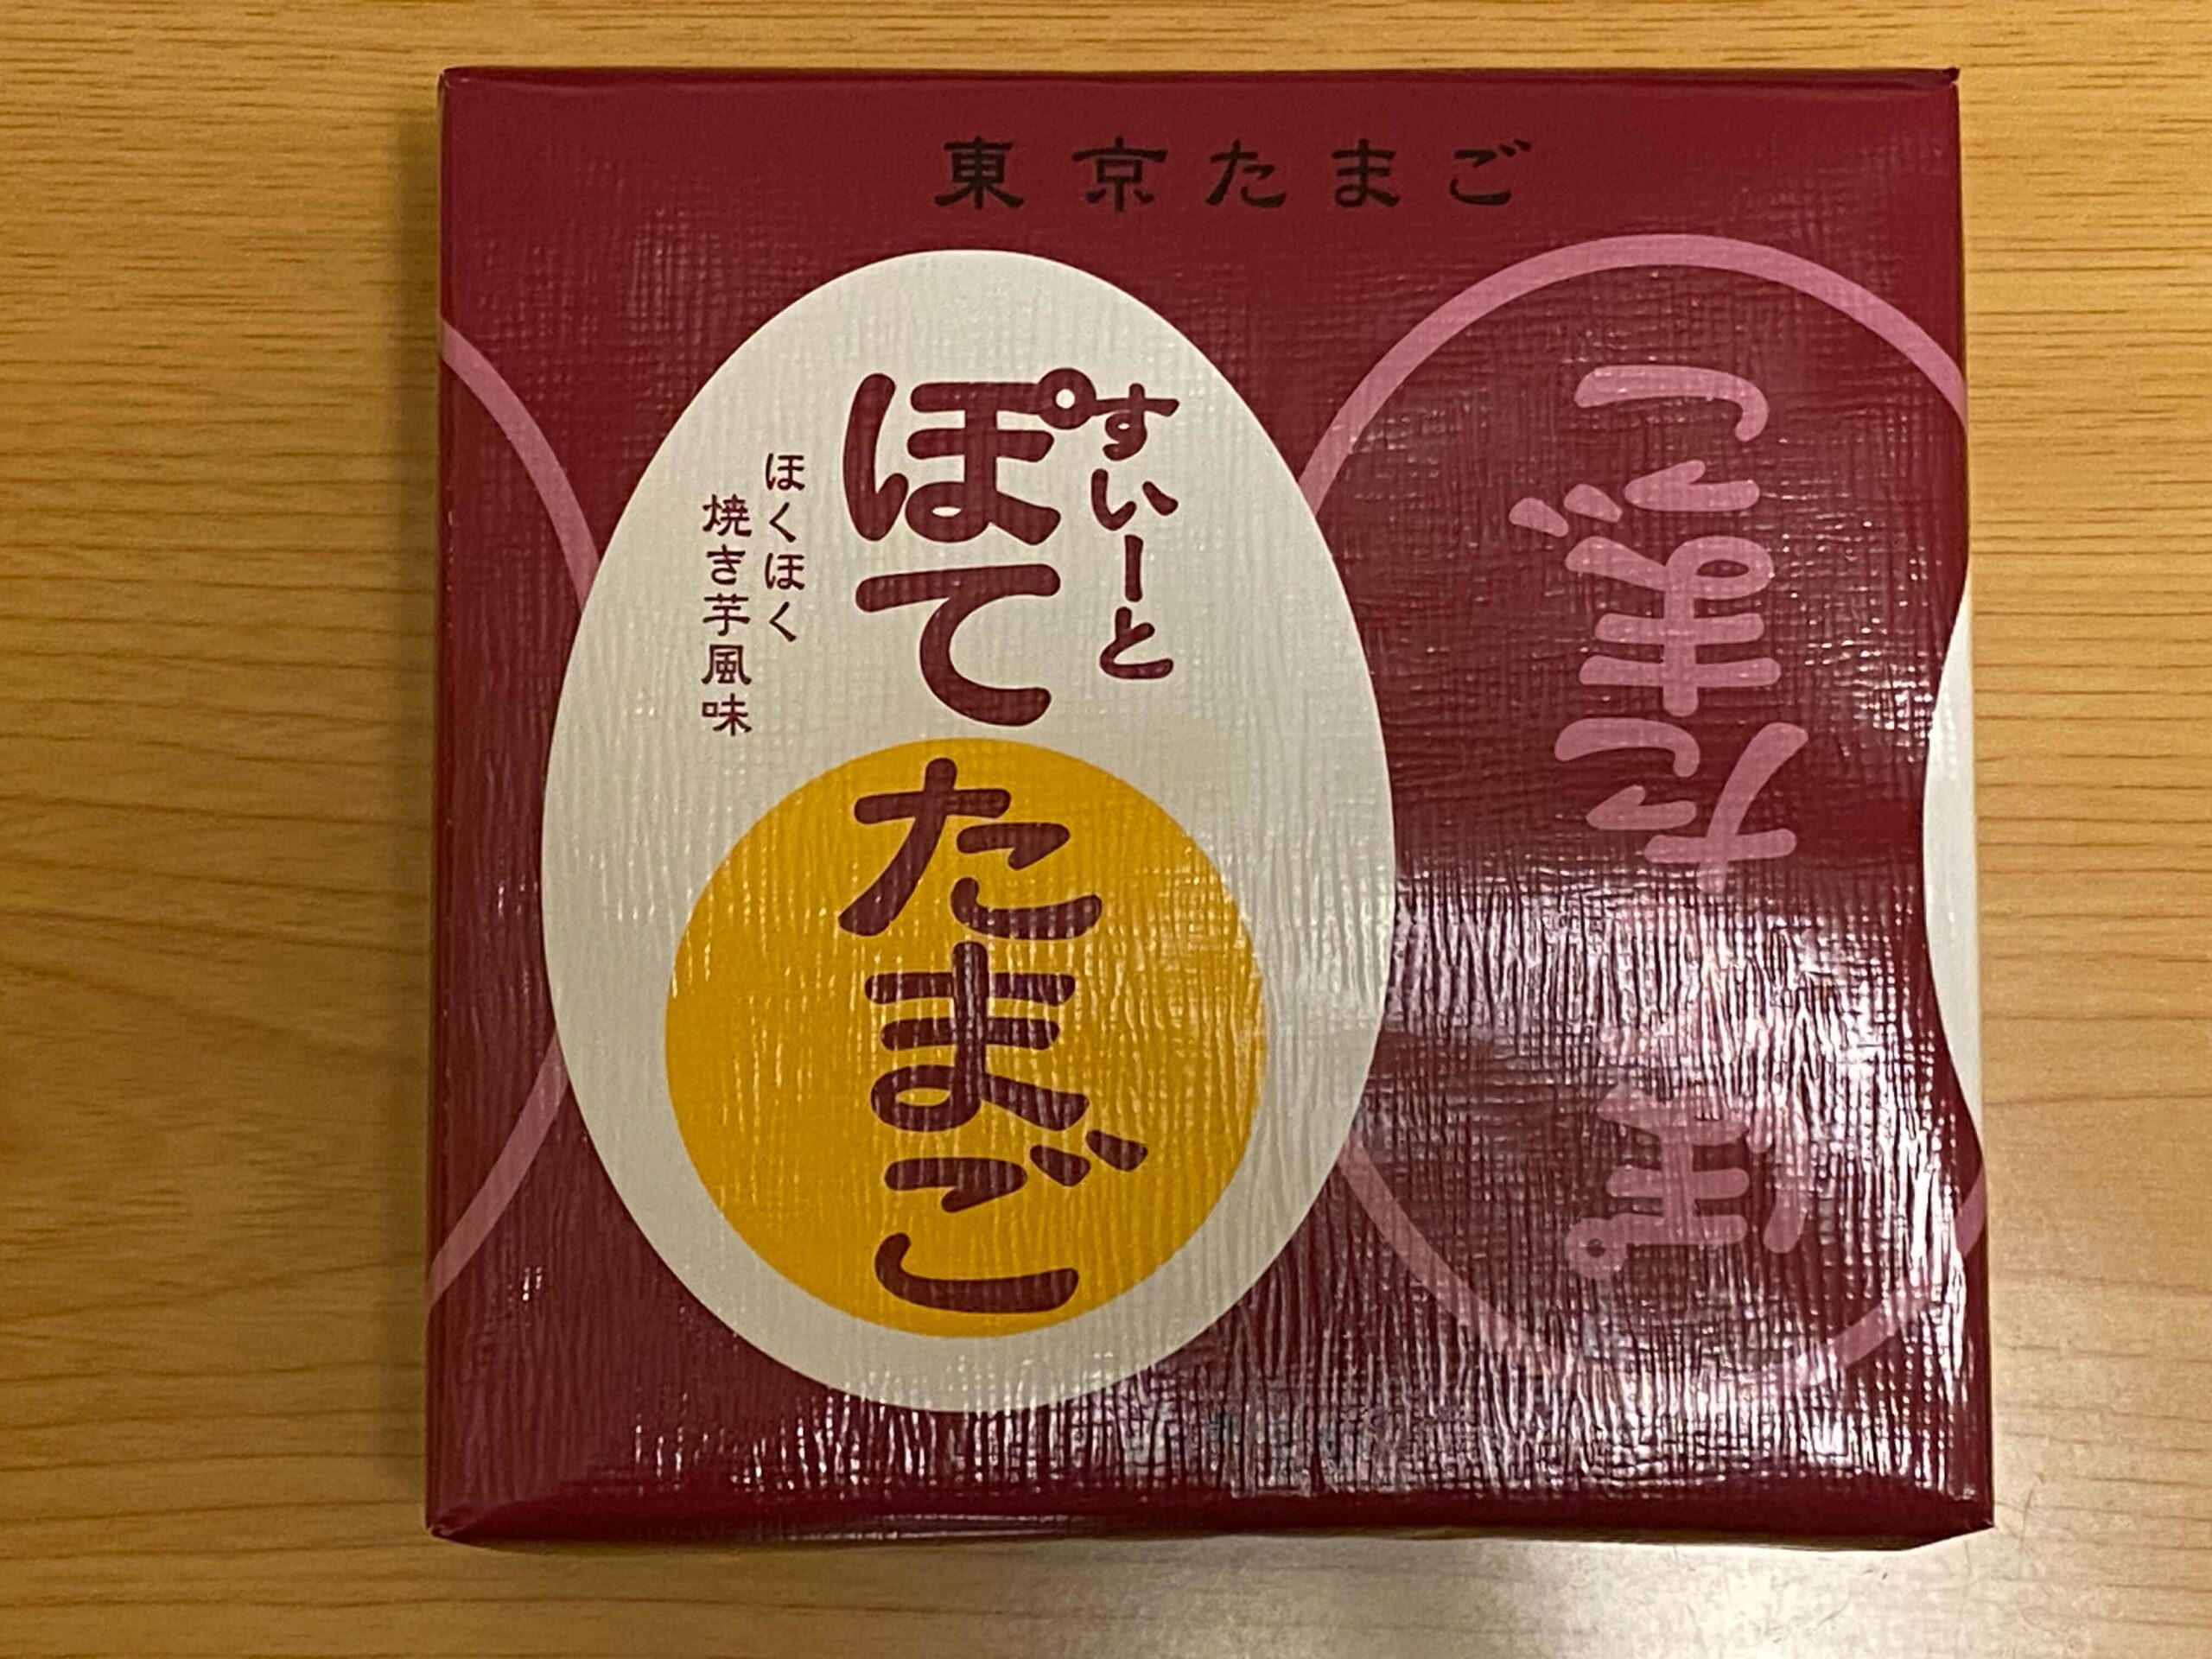 東京たまご
すいーと
ぽてたまご
ほくほく
焼き芋風味
ぽ たまご